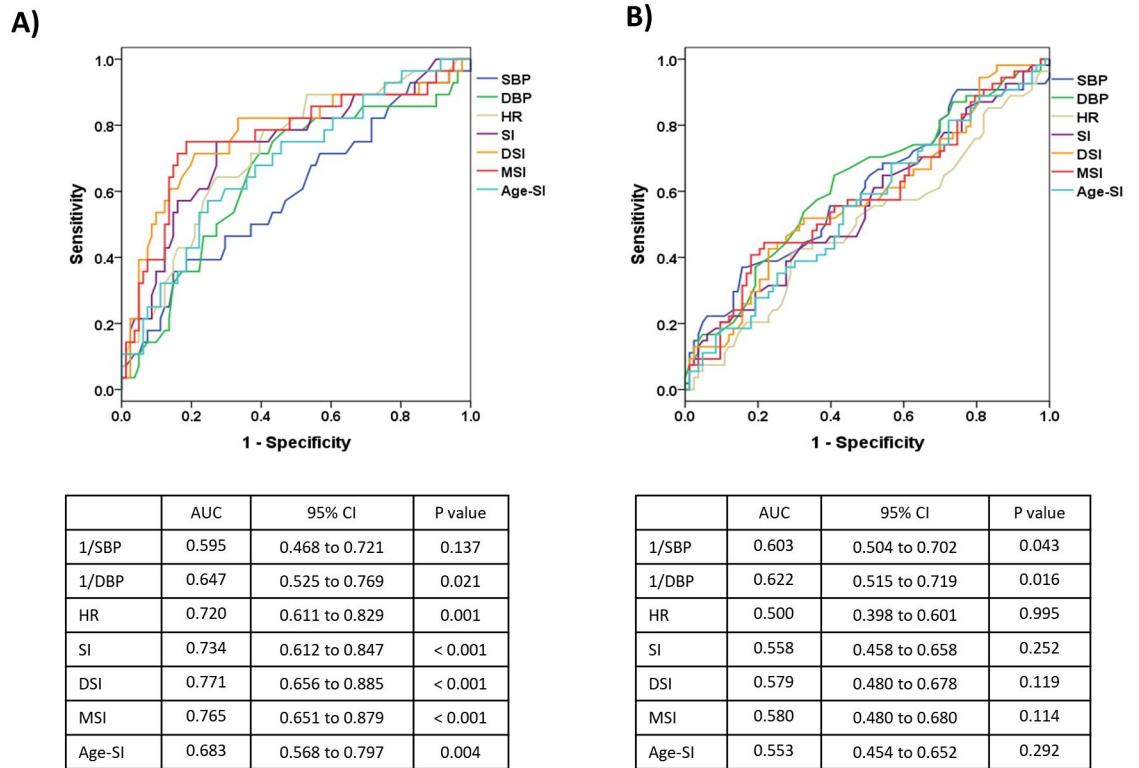 A)
1.0
0.8
0.6
0.4
0.2
0.0
Sensitivity
0.0 0.2 0.4 0.6 0.8 1.0
1 - Specificity
SBP
DBP
HR
SI
DSI
MSI
Age-SI
AUC 95% CI P value
1/SBP 0.595 0.468 to 0.721 0.137
1/DBP 0.647 0.525 to 0.769 0.021
HR 0.720 0.611 to 0.829 0.001
SI 0.734 0.612 to 0.847 < 0.001
DSI 0.771 0.656 to 0.885 < 0.001
MSI 0.765 0.651 to 0.879 < 0.001
Age-SI 0.683 0.568 to 0.797 0.004
B)
1.0
0.8
0.6
0.4
0.2
0.0
Sensitivity
0.0 0.2 0.4 0.6 0.8 1.0
1 - Specificity
SBP
DBP
HR
SI
DSI
MSI
Age-SI
AUC 95% CI P value
1/SBP 0.603 0.504 to 0.702 0.043
1/DBP 0.622 0.515 to 0.719 0.016
HR 0.500 0.398 to 0.601 0.995
SI 0.558 0.458 to 0.658 0.252
DSI 0.579 0.480 to 0.678 0.119
MSI 0.580 0.480 to 0.680 0.114
Age-SI 0.553 0.454 to 0.652 0.292